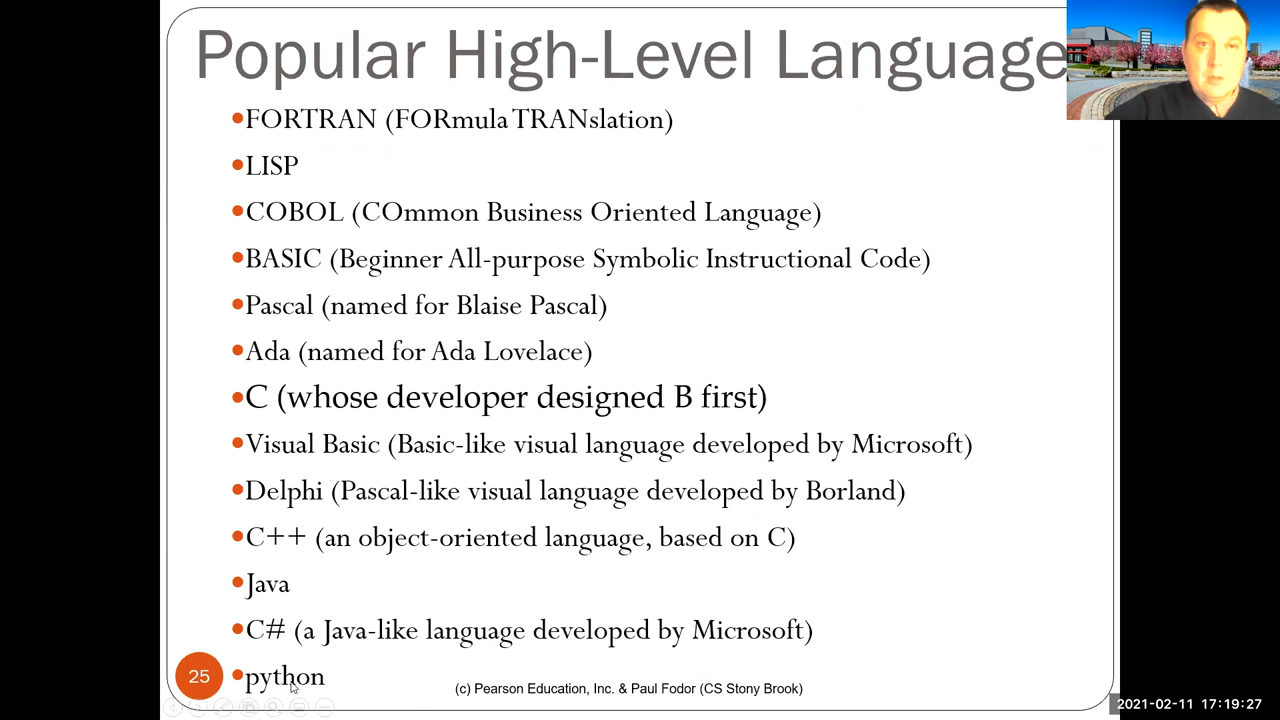 Popular High-Level Language
•FORTRAN (FORmula TRANslation)
•LISP
•COBOL (COmmon Business Oriented Language)
•BASIC (Beginner All-purpose Symbolic Instructional Code)
•Pascal (named for Blaise Pascal)
•Ada (named for Ada Lovelace)
•C (whose developer designed B first)
•Visual Basic (Basic-like visual language developed by Microsoft)
•Delphi (Pascal-like visual language developed by Borland)
•C++ (an object-oriented language, based on C)
•Java
•C# (a Java-like language developed by Microsoft)
•python
25
(c) Pearson Education, Inc. & Paul Fodor (CS Stony Brook)
2021-02-11 17:19:27